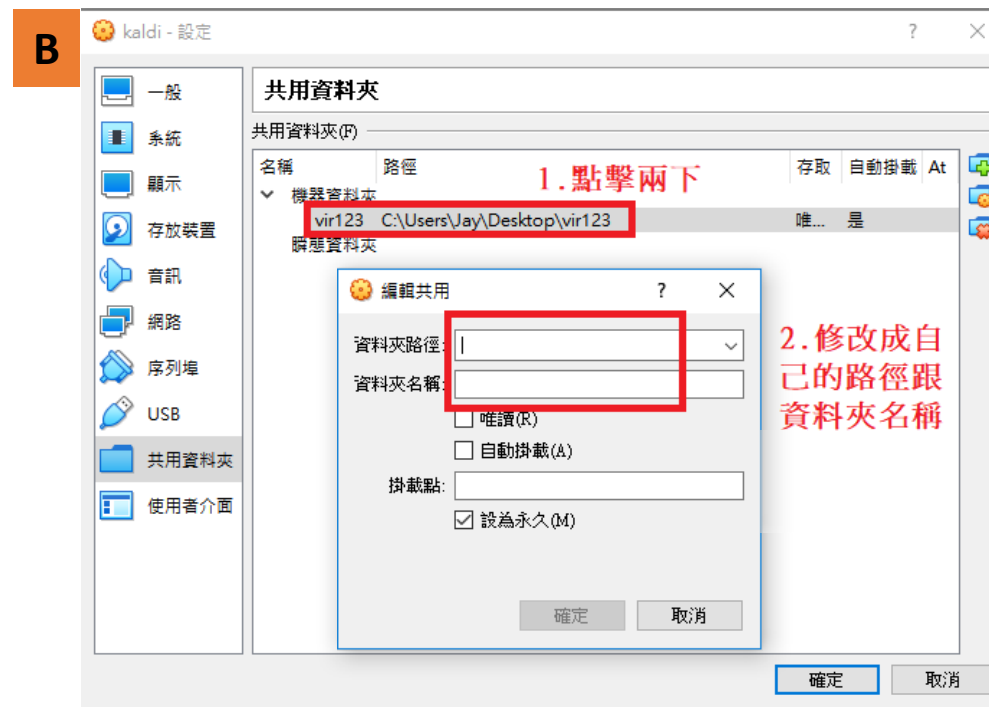 B
kaldi - 設定
?
一般
系統
顯示
存放裝置
音訊
網路
序列埠
USB
共用資料夾
使用者介面
共用資料夾
共用資料夾(F)
名稱 路徑 存取 自動掛載 At
1.點擊兩下
機器資料夾
vir123 C:\Users\Jay\Desktop\vir123 唯... 是
瞬態資料夾
編輯共用 ?
資料夾路徑:
資料夾名稱:
唯讀(R)
自動掛載(A)
掛載點:
設為永久(M)
確定 取消
2.修改成自
己的路徑跟
資料夾名稱
確定 取消